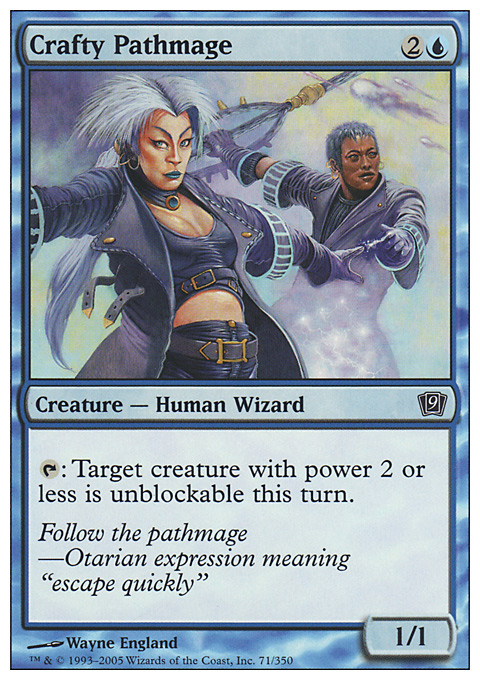 Crafty Pathmage 2
Creature — Human Wizard 9
: Target creature with power 2 or
less is unblockable this turn.
Follow the pathmage
—Otarian expression meaning
“escape quickly”
1/1
Wayne England
™ & © 1993–2005 Wizards of the Coast, Inc. 71/350